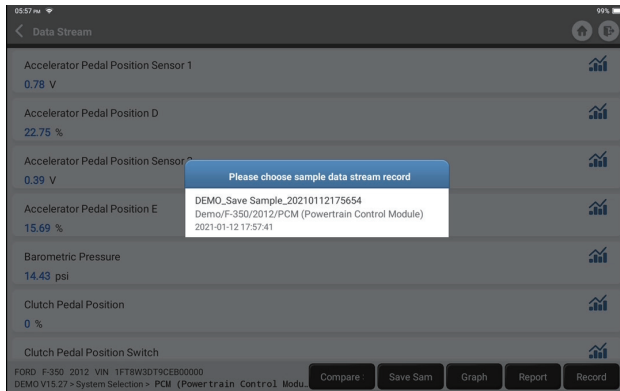 05:57 PM
99%
Data Stream
Accelerator Pedal Position Sensor 1
0.78 V
Accelerator Pedal Position D
22.75 %
Accelerator Pedal Position Sensor
0.39 V
Please choose sample data stream record
DEMO_Save Sample_20210112175654
Demo/F-350/2012/PCM (Powertrain Control Module)
2021-01-12 17:57:41
Accelerator Pedal Position E
15.69 %
Barometric Pressure
14.43 psi
Clutch Pedal Position
0 %
Clutch Pedal Position Switch
FORD F-350 2012 VIN 1FT8W3DT9CEB00000
DEMO V15.27 > System Selection > PCM (Powertrain Control Modu..
Compare
Save Sam
Graph
Report
Record